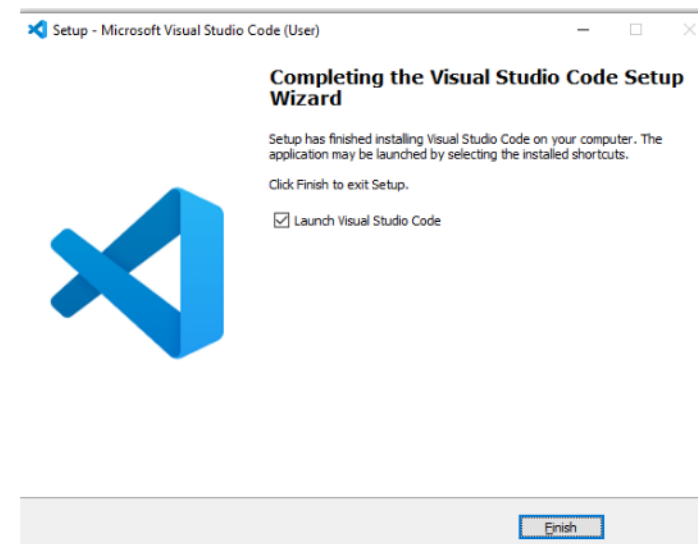 Setup - Microsoft Visual Studio Code (User)
Completing the Visual Studio Code Setup
Wizard
Setup has finished installing Visual Studio Code on your computer. The
application may be launched by selecting the installed shortcuts.
Click Finish to exit Setup.
Launch Visual Studio Code
Finish